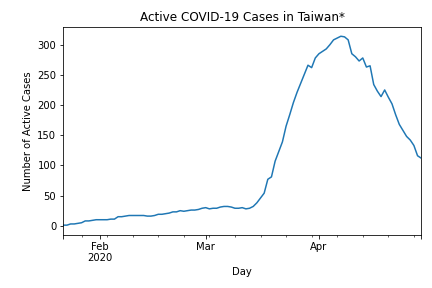 Active COVID-19 Cases in Taiwan*
Number of Active Cases
300
250
200
150
100
50
0
Feb
2020
Mar
Apr
Day